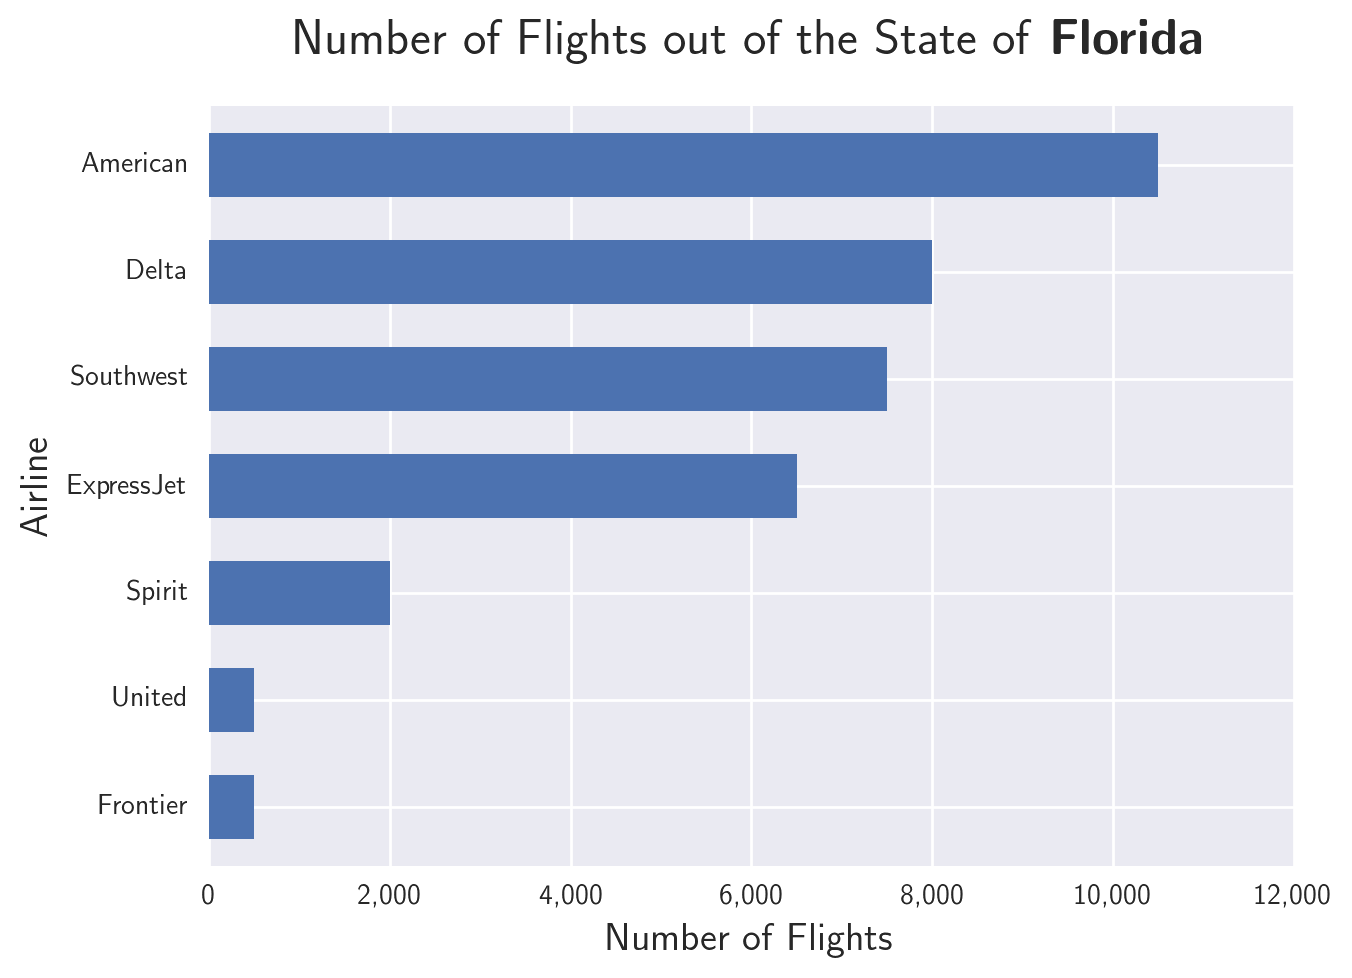 Number of Flights out of the State of Florida
American
Delta
Southwest
ExpressJet
Spirit
United
Frontier
Airline
0 2,000 4,000 6,000 8,000 10,000 12,000
Number of Flights